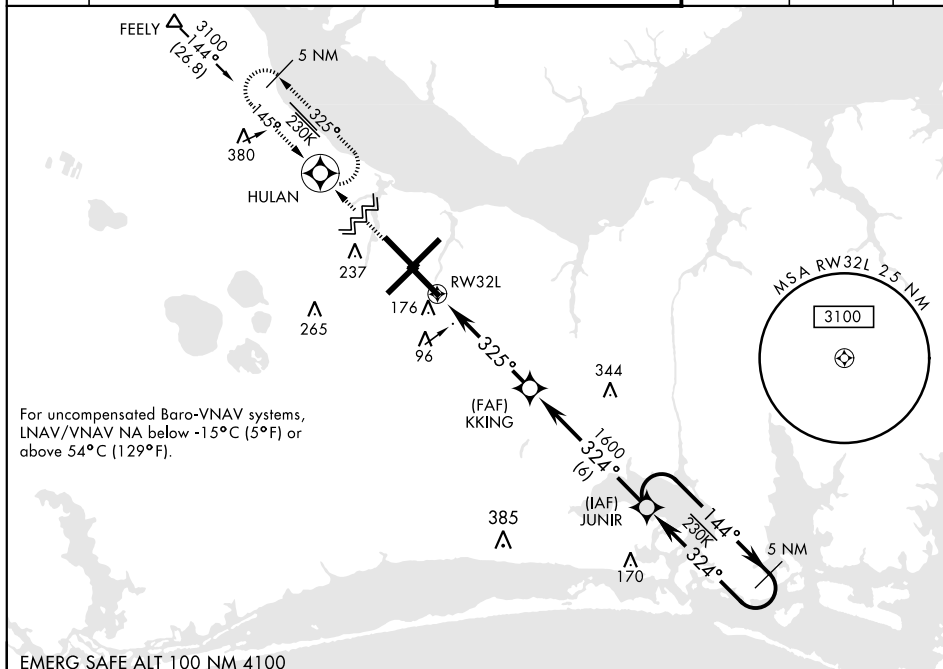 FEELY
3100
144°
(26.8)
5 NM
325°
230K
145°
380
HULAN
237
RW32L
176
265
96
325°
344
(FAF)
KKING
MSA RW32L 25 NM
3100
For uncompensated Baro-VNAV systems,
LNAV/VNAV NA below -15°C (5°F) or
above 54°C (129°F).
1600
324°
(6)
(IAF)
JUNIR
144°
230K
324°
5 NM
385
170
EMERG SAFE ALT 100 NM 4100